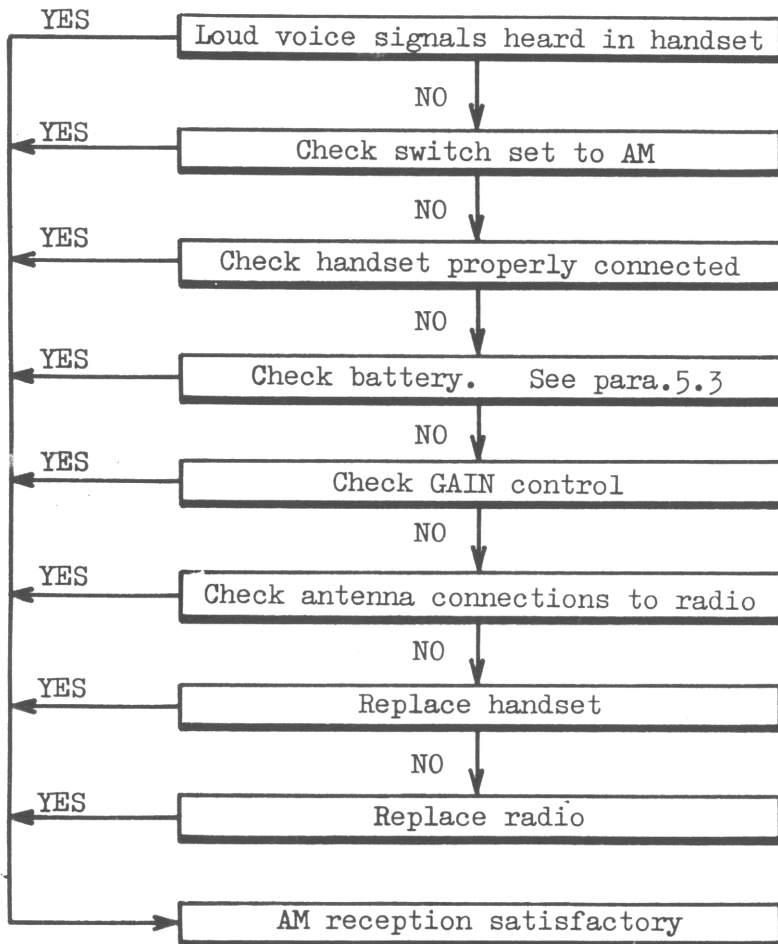 YES
Loud voice signals heard in handset
NO
YES
Check switch set to AM
NO
YES
Check handset properly connected
NO
YES
Check battery. See para.5.3
NO
YES
Check GAIN control
NO
YES
Check antenna connections to radio
NO
YES
Replace handset
NO
YES
Replace radio
AM reception satisfactory